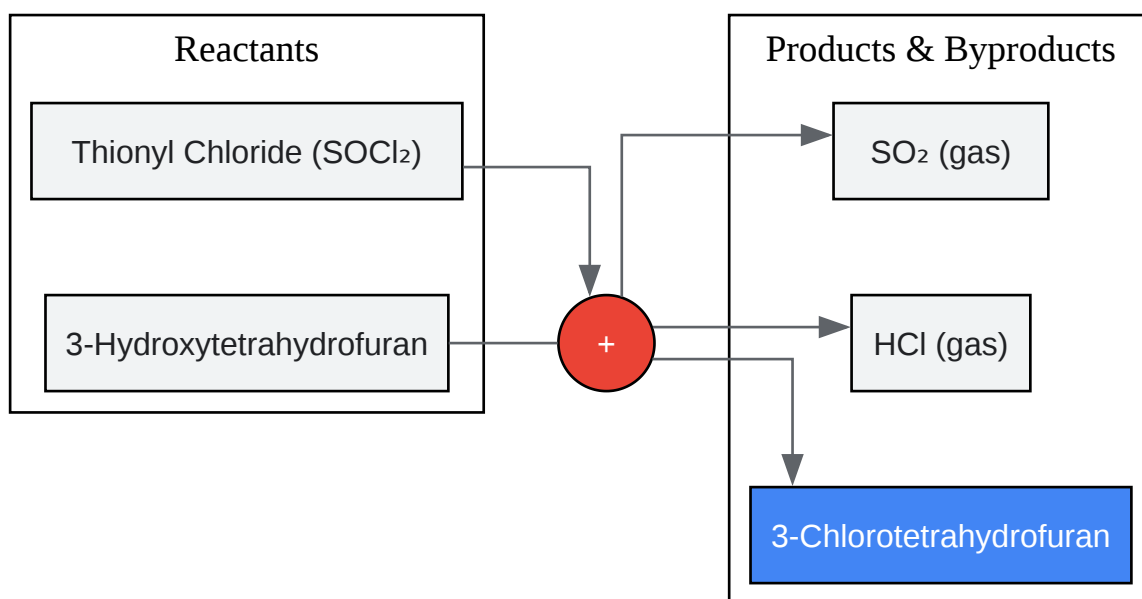 Reactants
Thionyl Chloride (SOCl₂)
3-Hydroxytetrahydrofuran
+
Products & Byproducts
SO₂ (gas)
HCl (gas)
3-Chlorotetrahydrofuran